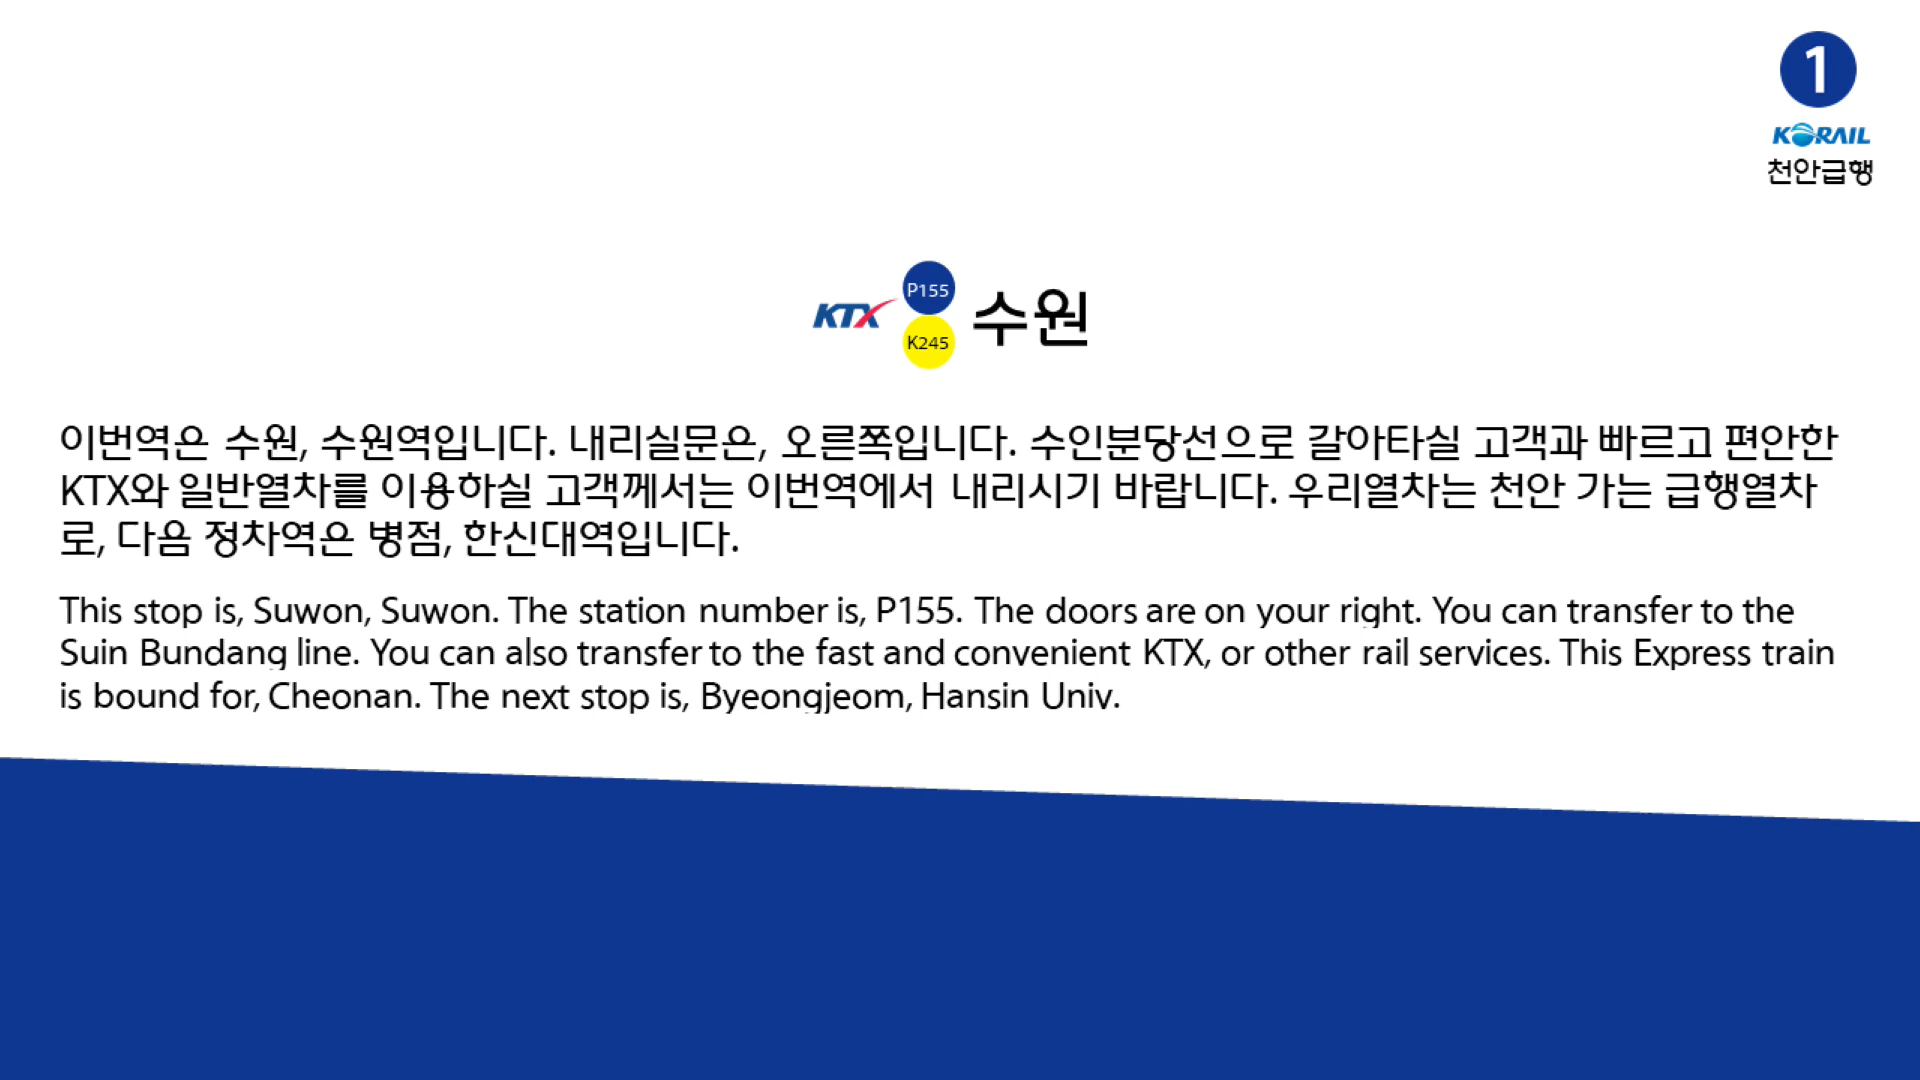 1
KORAIL
천안급행
KTX P155 K245 수원
이번역은 수원, 수원역입니다. 내리실문은, 오른쪽입니다. 수인분당선으로 갈아타실 고객과 빠르고 편안한
KTX와 일반열차를 이용하실 고객께서는 이번역에서 내리시기 바랍니다. 우리열차는 천안 가는 급행열차
로, 다음 정차역은 병점, 한신대역입니다.
This stop is, Suwon, Suwon. The station number is, P155. The doors are on your right. You can transfer to the
Suin Bundang line. You can also transfer to the fast and convenient KTX, or other rail services. This Express train
is bound for, Cheonan. The next stop is, Byeongjeom, Hansin Univ.